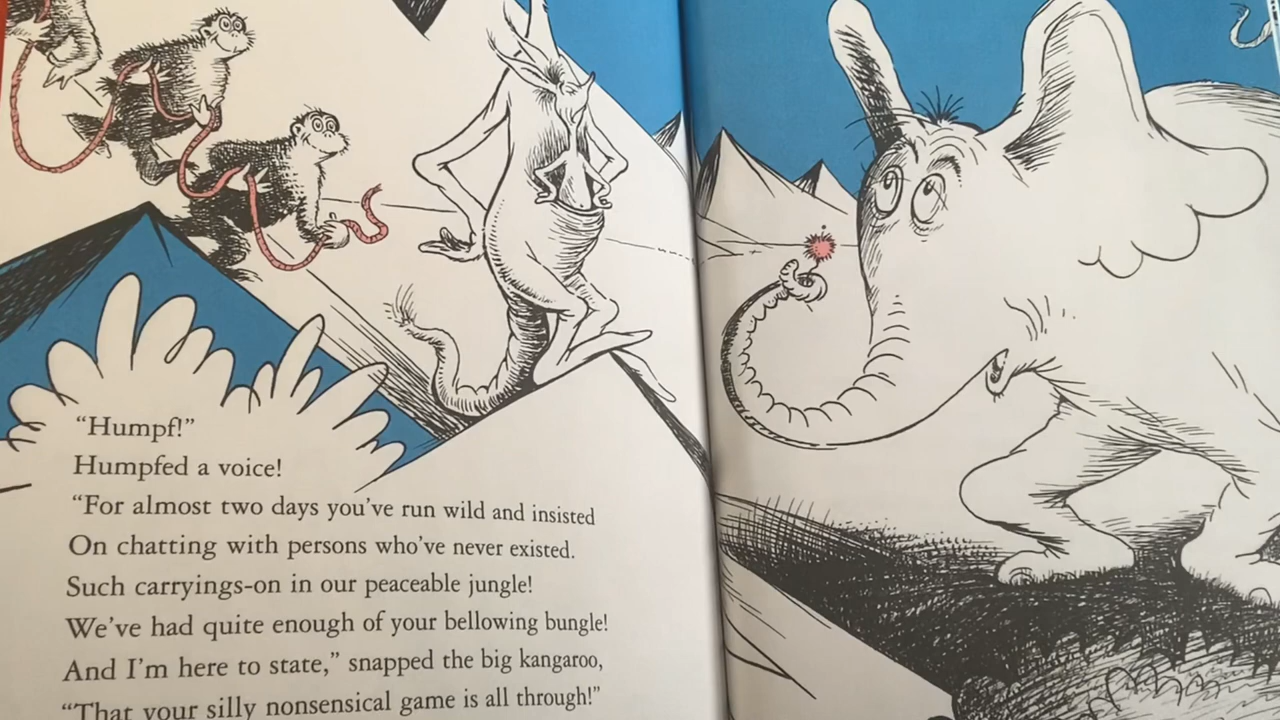 “Humpf!”
Humpfed a voice!
“For almost two days you’ve run wild and insisted
On chatting with persons who’ve never existed.
Such carryings-on in our peaceable jungle!
We’ve had quite enough of your bellowing bungle!
And I’m here to state,” snapped the big kangaroo,
“That your silly nonsensical game is all through!”